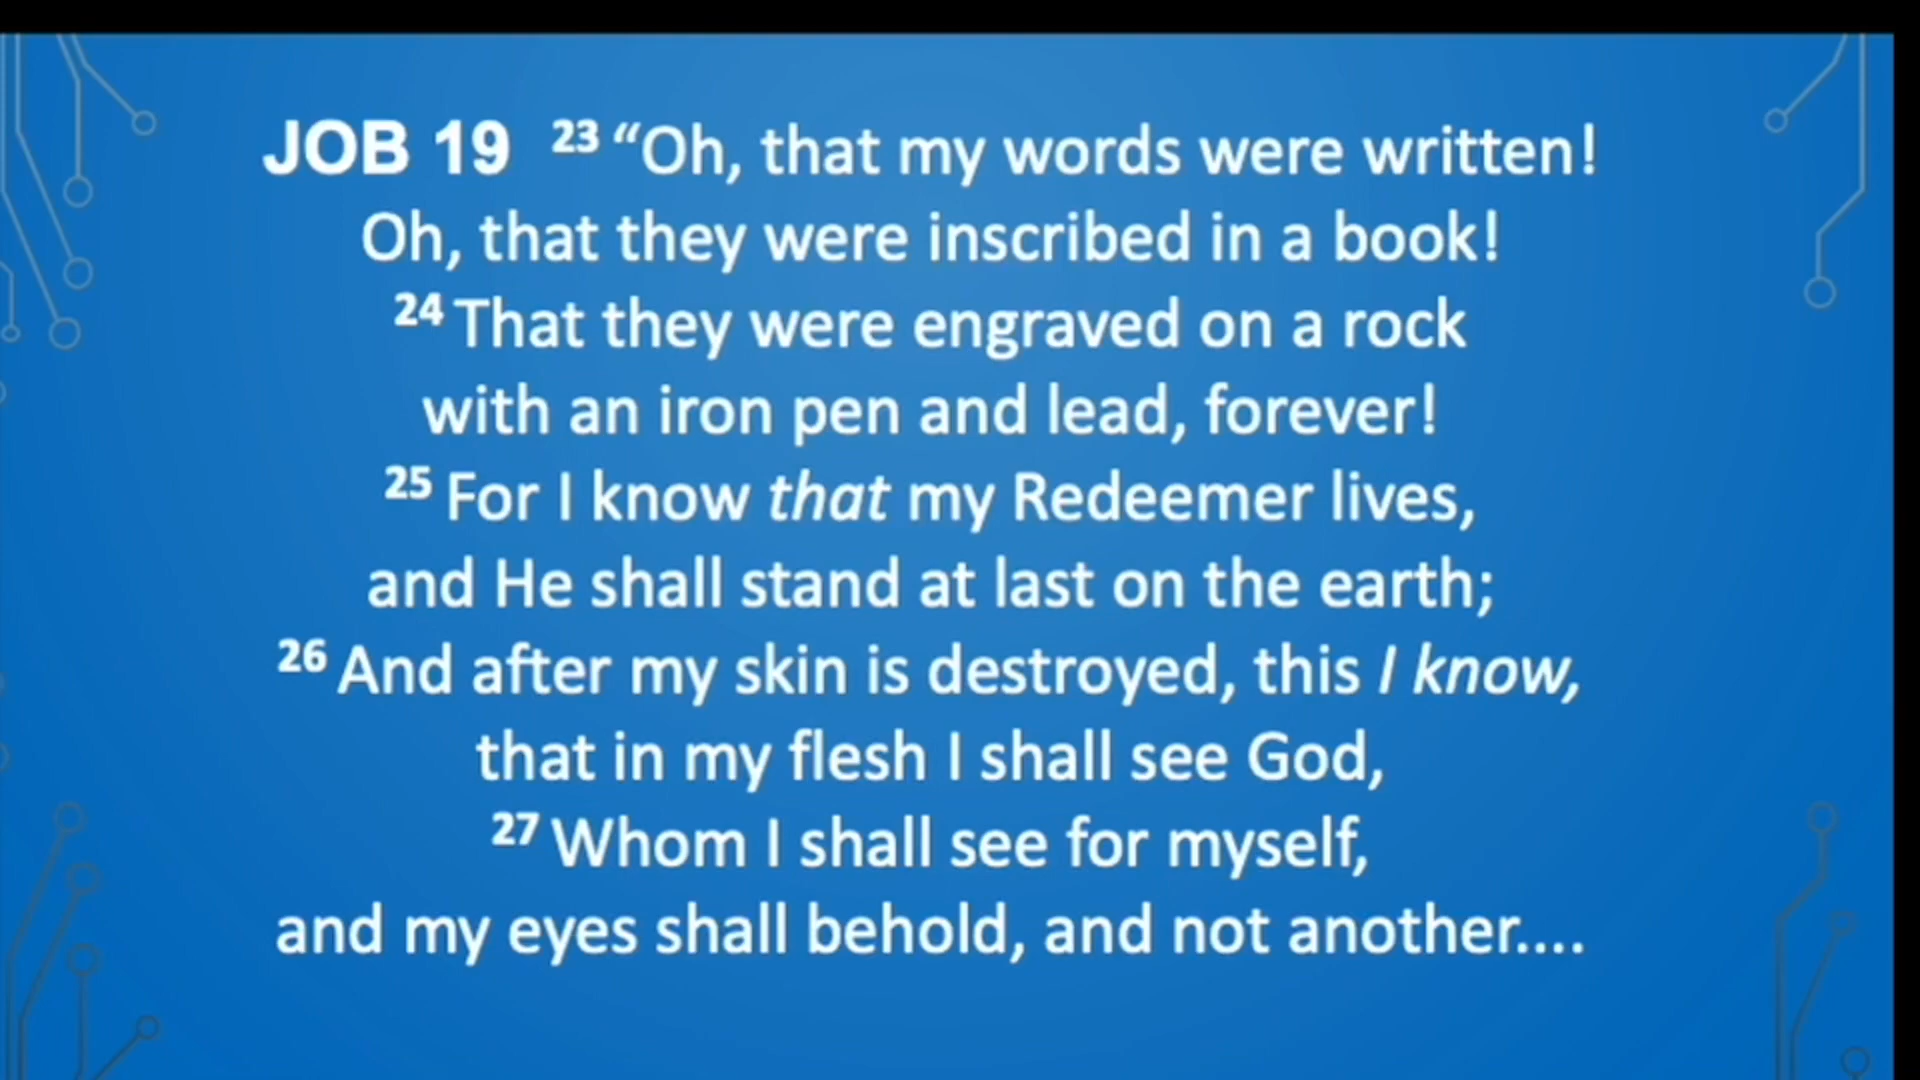 JOB 19 23 “Oh, that my words were written!
Oh, that they were inscribed in a book!
24 That they were engraved on a rock
with an iron pen and lead, forever!
25 For I know that my Redeemer lives,
and He shall stand at last on the earth;
26 And after my skin is destroyed, this I know,
that in my flesh I shall see God,
27 Whom I shall see for myself,
and my eyes shall behold, and not another....